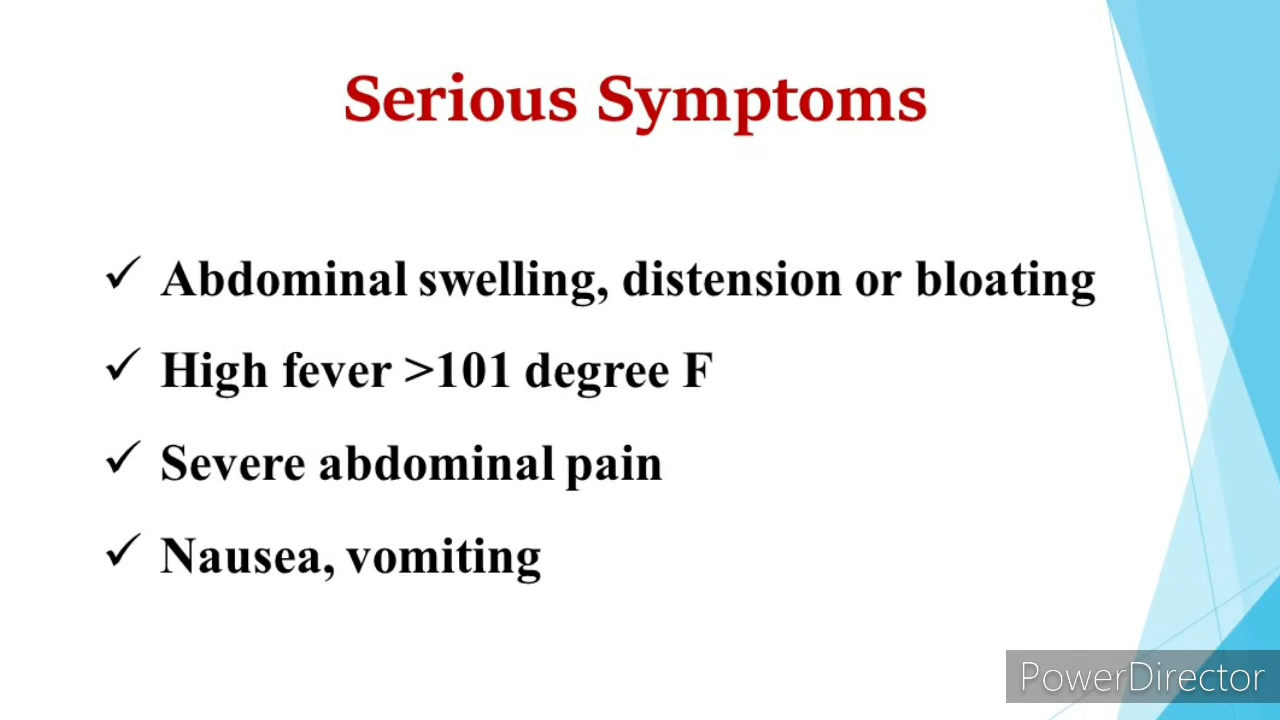 Serious Symptoms
✓ Abdominal swelling, distension or bloating
✓ High fever >101 degree F
✓ Severe abdominal pain
✓ Nausea, vomiting
PowerDirector